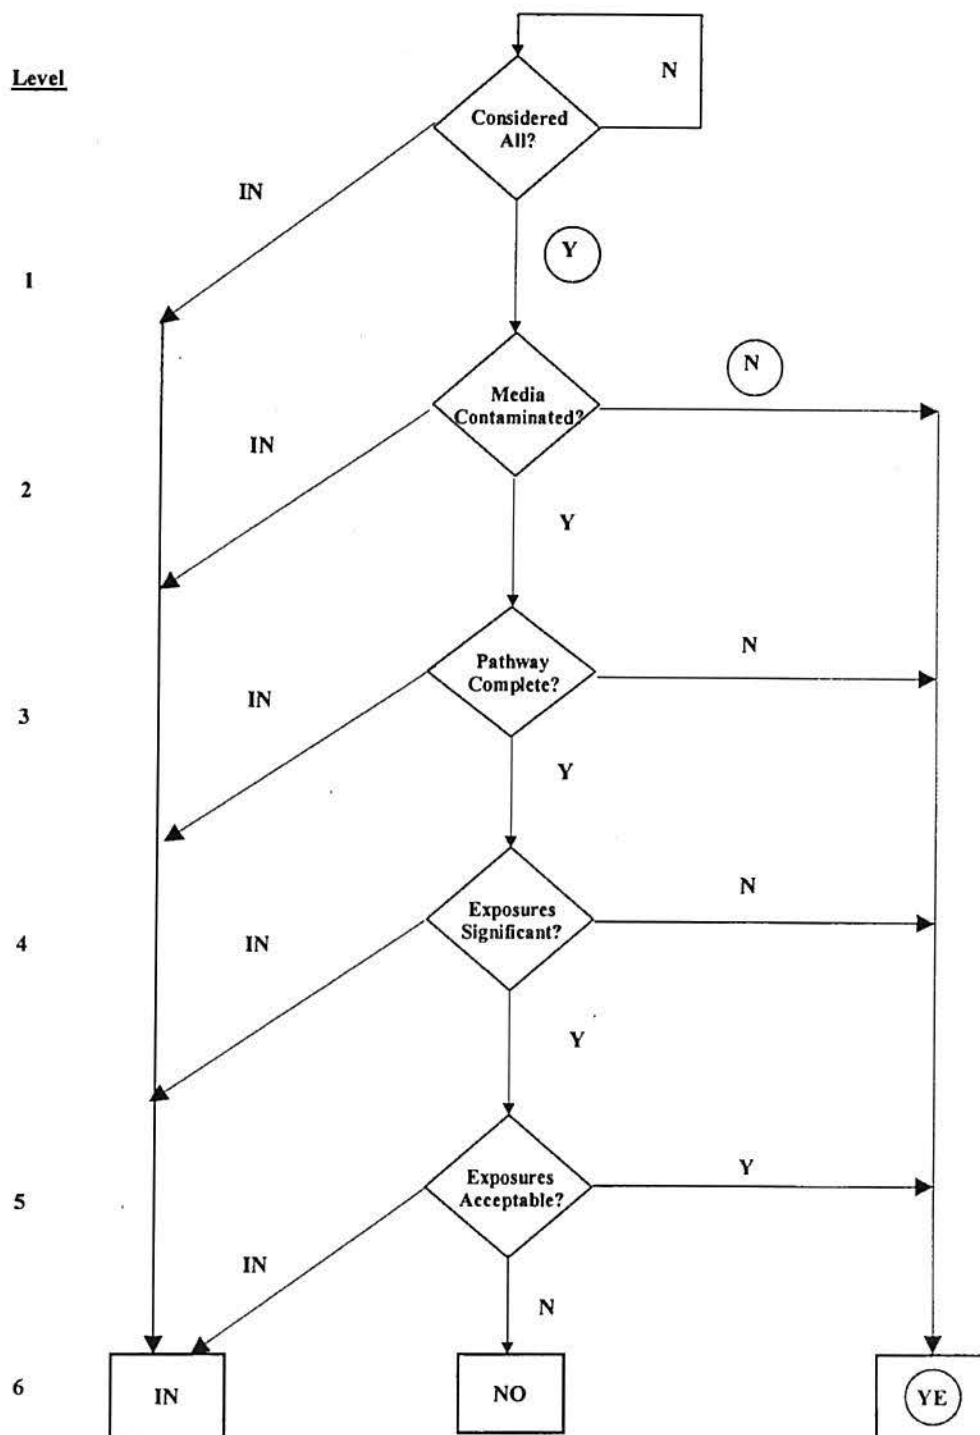 Level
N
Considered
All?
IN
Y
1
N
Media
Contaminated?
IN
2
Y
N
Pathway
Complete?
IN
3
Y
N
Exposures
Significant?
IN
4
Y
Y
Exposures
Acceptable?
5
IN
N
6
IN
NO
YE